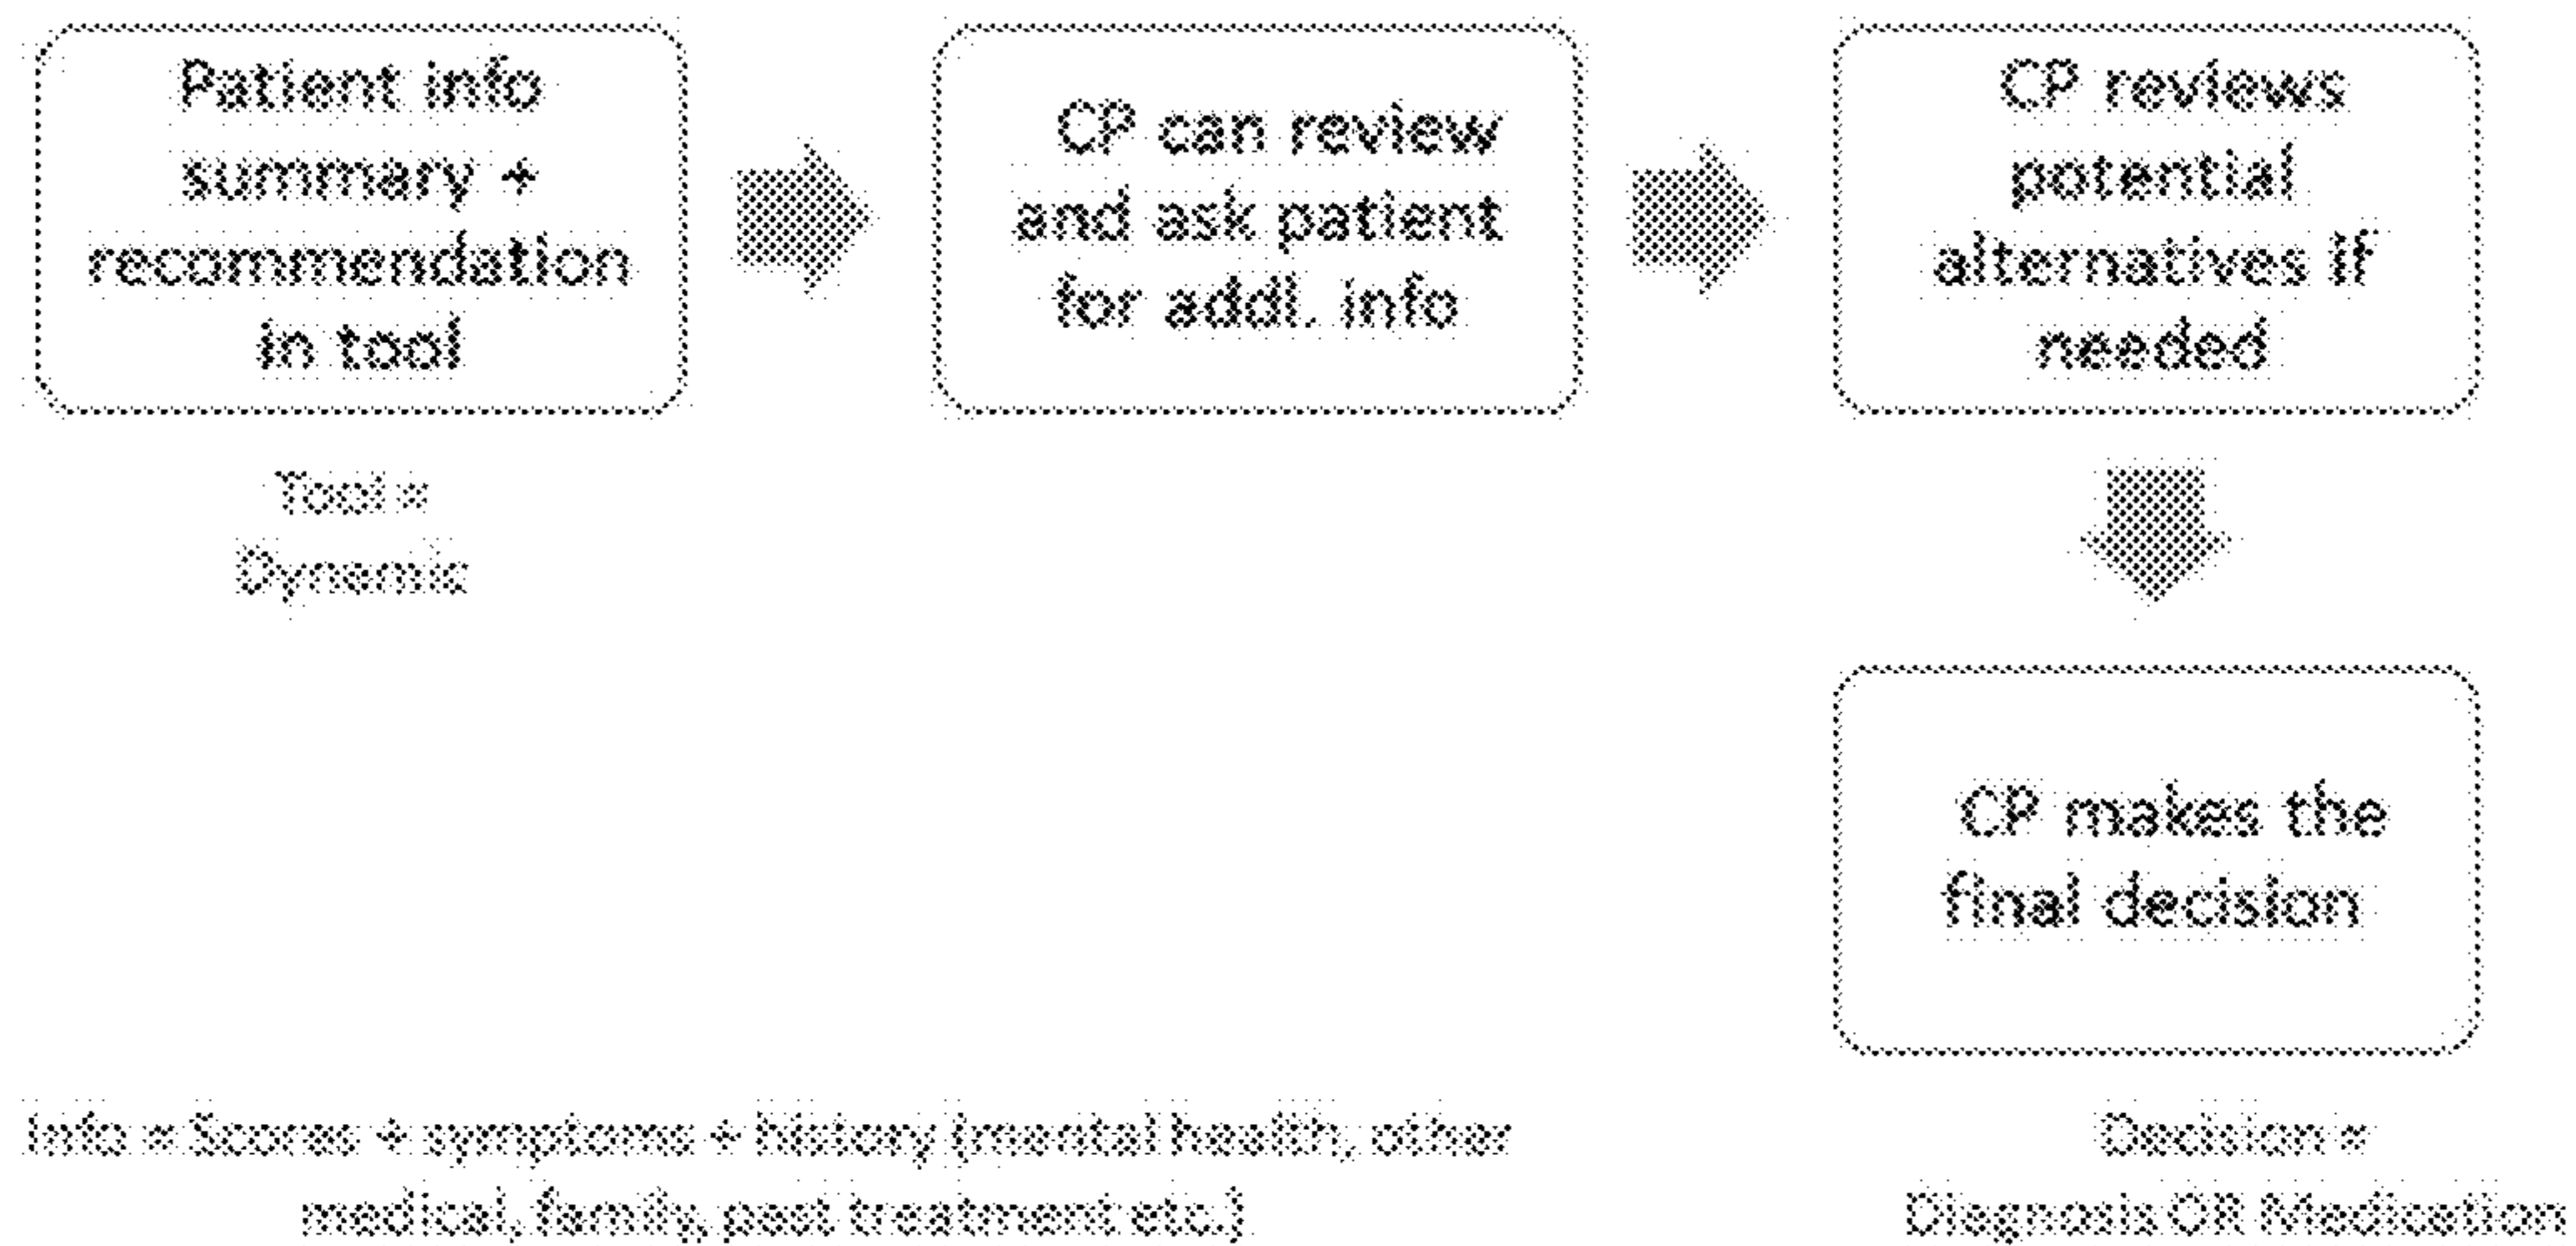 Patient info
summary +
recommendation
in tool
CP can review
and ask patient
for addl. info
CP reviews
potential
alternatives if
needed
Tool =
Dynamic
CP makes the
final decision
Info = Scores + symptoms + history (mental health, other
medical, family, past treatment etc.)
Decision =
Diagnosis OR Medication